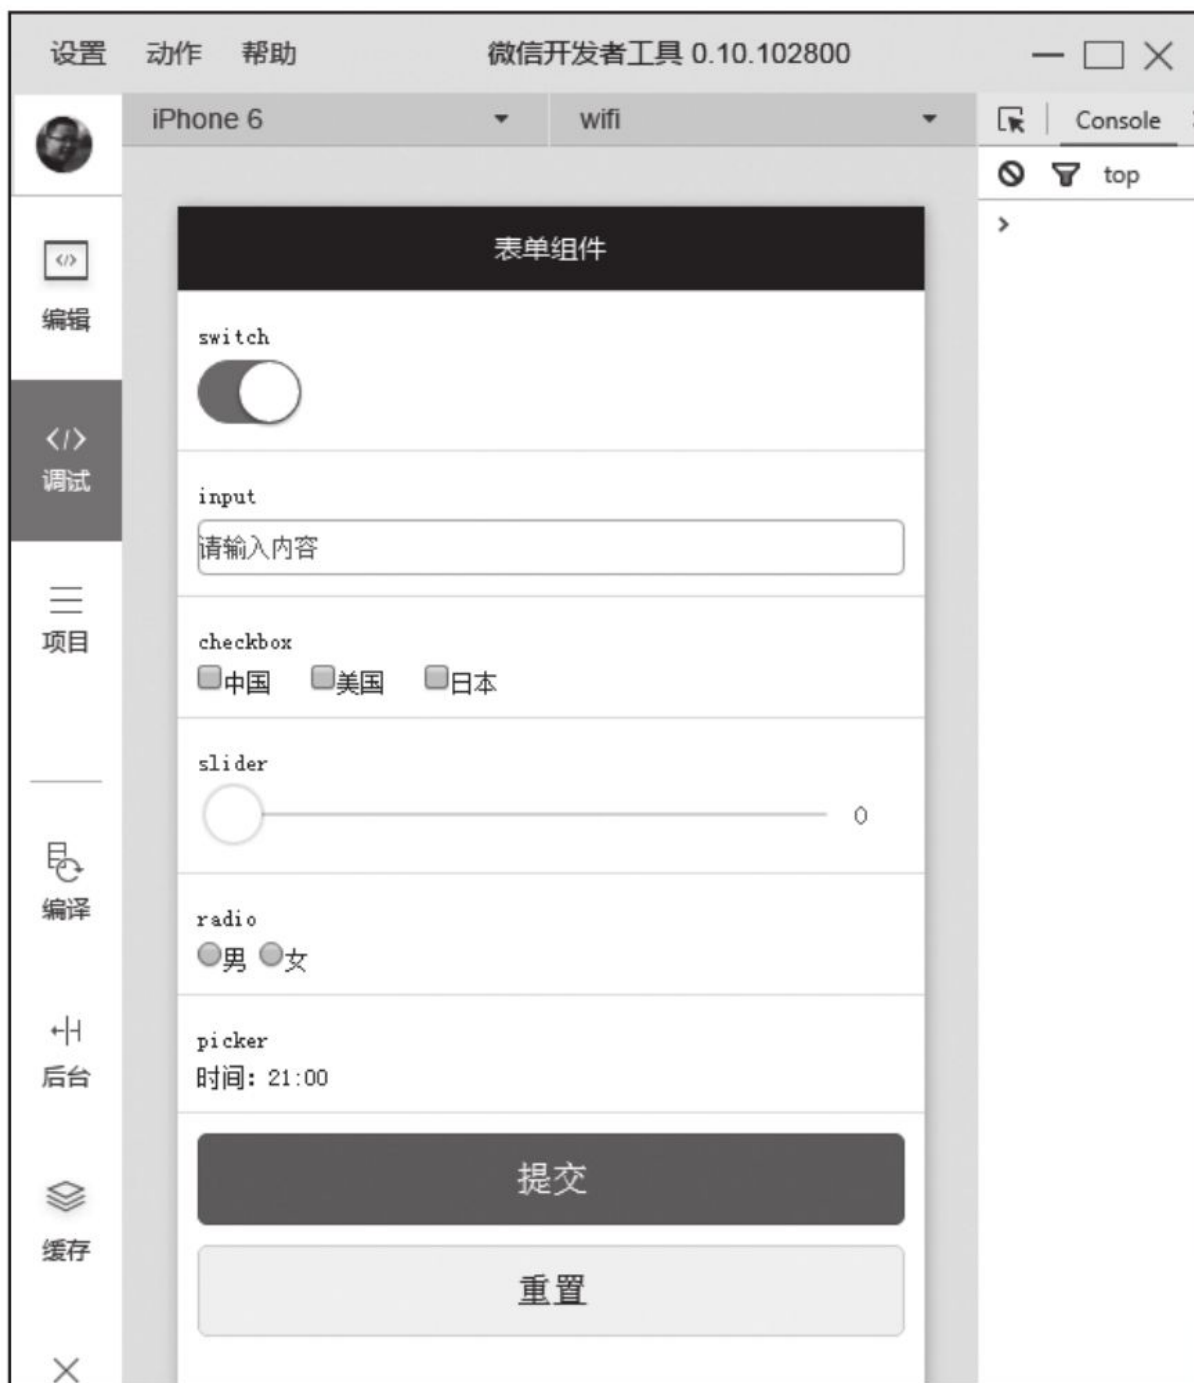 设置 动作 帮助 微信开发者工具 0.10.102800
iPhone 6 wifi Console
top
表单组件
switch
编辑
调试
input
请输入内容
项目
checkbox
中国 美国 日本
slider
0
编译
radio
男 女
后台
picker
时间：21:00
提交
缓存
重置